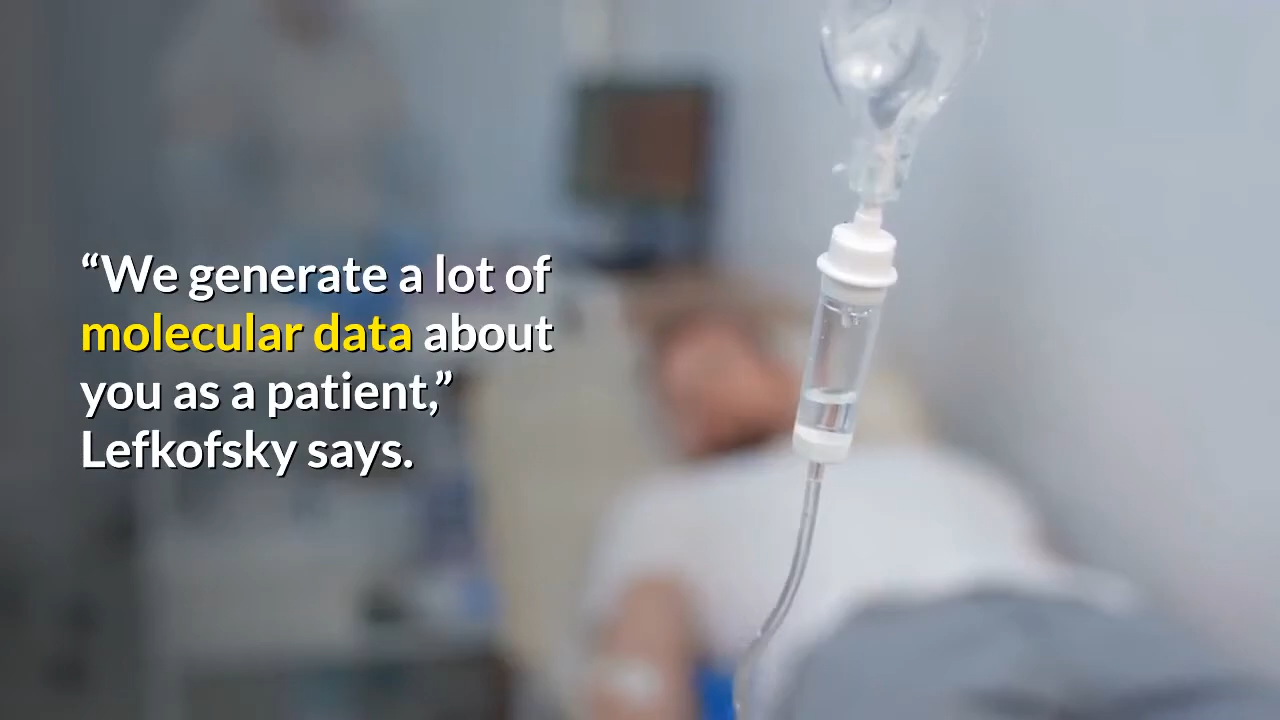 “We generate a lot of
molecular data about
you as a patient,”
Lefkofsky says.